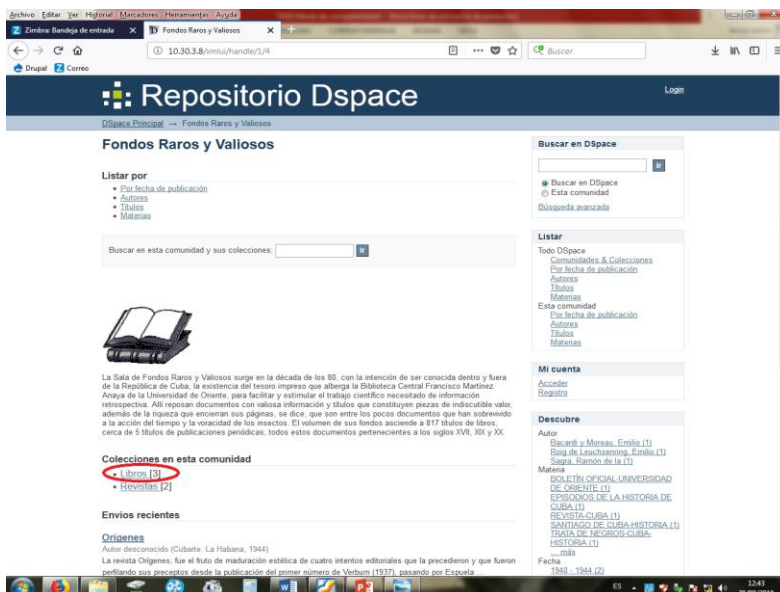 Archivo Editar Ver Historial Marcadores Herramientas Ayuda
Zimbra: Bandeja de entrada
Fondos Raros y Valiosos
10.30.3.8/xmlui/handle/1/4
Buscar
Drupal Correo
Repositorio Dspace
Login
DSpace Principal → Fondos Raros y Valiosos
Fondos Raros y Valiosos
Listar por
Por fecha de publicación
Autores
Títulos
Materias
Buscar en esta comunidad y sus colecciones: Ir
La Sala de Fondos Raros y Valiosos surge en la década de los 80, con la intención de ser conocida dentro y fuera
de la República de Cuba, la existencia del tesoro impreso que alberga la Biblioteca Central Francisco Martínez
Anaya de la Universidad de Oriente, para facilitar y estimular el trabajo científico necesitado de información
retrospectiva. Allí reposan documentos con valiosa información y títulos que constituyen piezas de indiscutible valor,
además de la riqueza que encierran sus páginas, se dice, que son entre los pocos documentos que han sobrevivido
a la acción del tiempo y la voracidad de los insectos. El volumen de sus fondos asciende a 817 títulos de libros,
cerca de 5 títulos de publicaciones periódicas, todos estos documentos pertenecientes a los siglos XVII, XIX y XX.
Colecciones en esta comunidad
Libros [3]
Revistas [2]
Envíos recientes
Orígenes
Autor desconocido (Cubarte. La Habana, 1944)
La revista Orígenes, fue el fruto de maduración estética de cuatro intentos editoriales que la precedieron y que fueron
perfilando sus preceptos desde la publicación del primer número de Verbum (1937), pasando por Espuela ...
Buscar en DSpace
Ir
Buscar en DSpace
Esta comunidad
Búsqueda avanzada
Listar
Todo DSpace
Comunidades & Colecciones
Por fecha de publicación
Autores
Títulos
Materias
Esta comunidad
Por fecha de publicación
Autores
Títulos
Materias
Mi cuenta
Acceder
Registro
Descubre
Autor
Bacardí y Moreau, Emilio (1)
Roig de Leuchsenring, Emilio (1)
Sagra, Ramón de la (1)
Materia
BOLETÍN OFICIAL-UNIVERSIDAD
DE ORIENTE (1)
EPISODIOS DE LA HISTORIA DE
CUBA (1)
REVISTA-CUBA (1)
SANTIAGO DE CUBA-HISTORIA (1)
TRATA DE NEGROS-CUBA-
HISTORIA (1)
... más
Fecha
1940 - 1944 (2)
ES
12:43